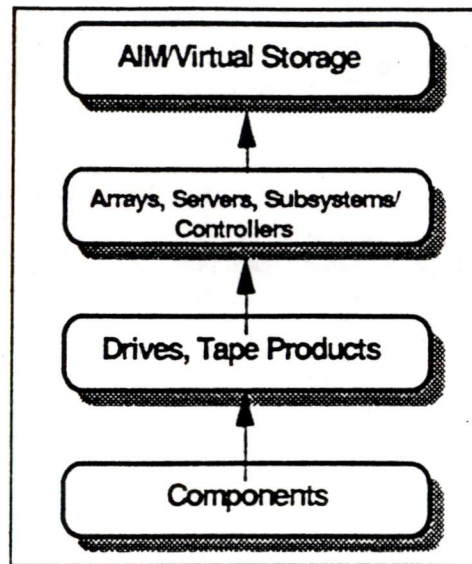 AIM/Virtual Storage
Arrays, Servers, Subsystems/
Controllers
Drives, Tape Products
Components